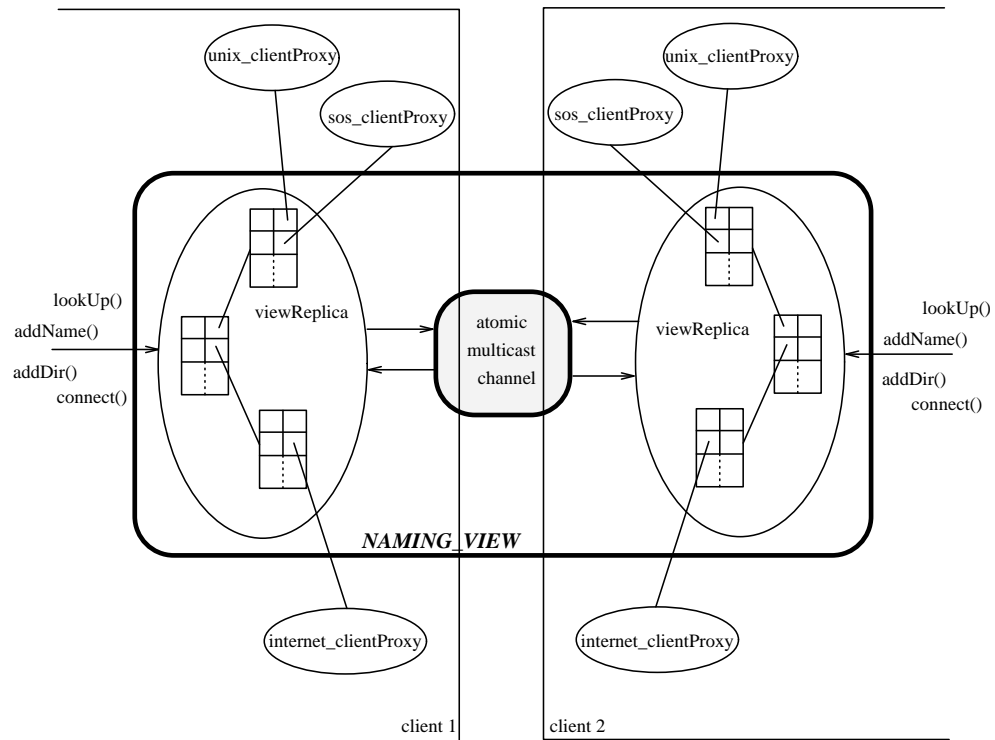 unix_clientProxy
unix_clientProxy
sos_clientProxy
sos_clientProxy
viewReplica
viewReplica
lookUp()
addName()
addDir()
connect()
atomic
multicast
channel
lookUp()
addName()
addDir()
connect()
NAMING_VIEW
internet_clientProxy
internet_clientProxy
client 1
client 2